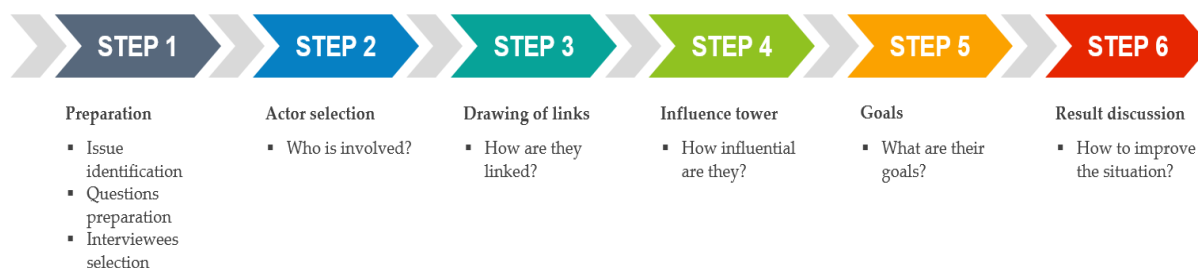 STEP 1
STEP 2
STEP 3
STEP 4
STEP 5
STEP 6
Preparation
▪ Issue
identification
▪ Questions
preparation
▪ Interviewees
selection
Actor selection
▪ Who is involved?
Drawing of links
▪ How are they
linked?
Influence tower
▪ How influential
are they?
Goals
▪ What are their
goals?
Result discussion
▪ How to improve
the situation?